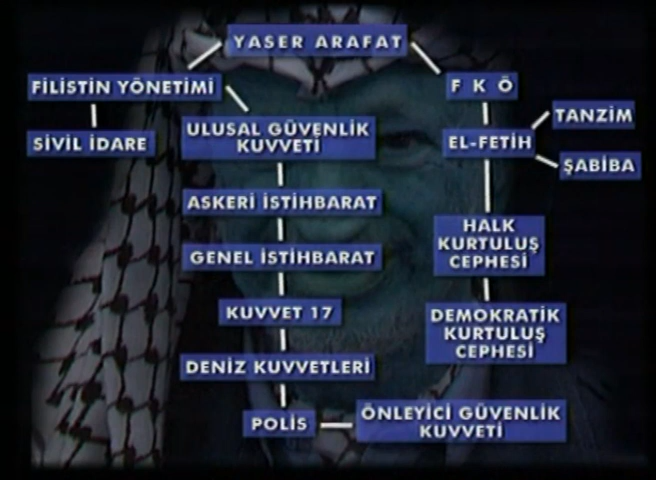 YASER ARAFAT
FİLİSTİN YÖNETİMİ
F K Ö
SİVİL İDARE
ULUSAL GÜVENLİK
KUVVETİ
EL-FETİH
TANZİM
ŞABİBA
ASKERİ İSTİHBARAT
GENEL İSTİHBARAT
HALK
KURTULUŞ
CEPHESİ
KUVVET 17
DEMOKRATİK
KURTULUŞ
CEPHESİ
DENİZ KUVVETLERİ
POLİS
ÖNLEYİCİ GÜVENLİK
KUVVETİ